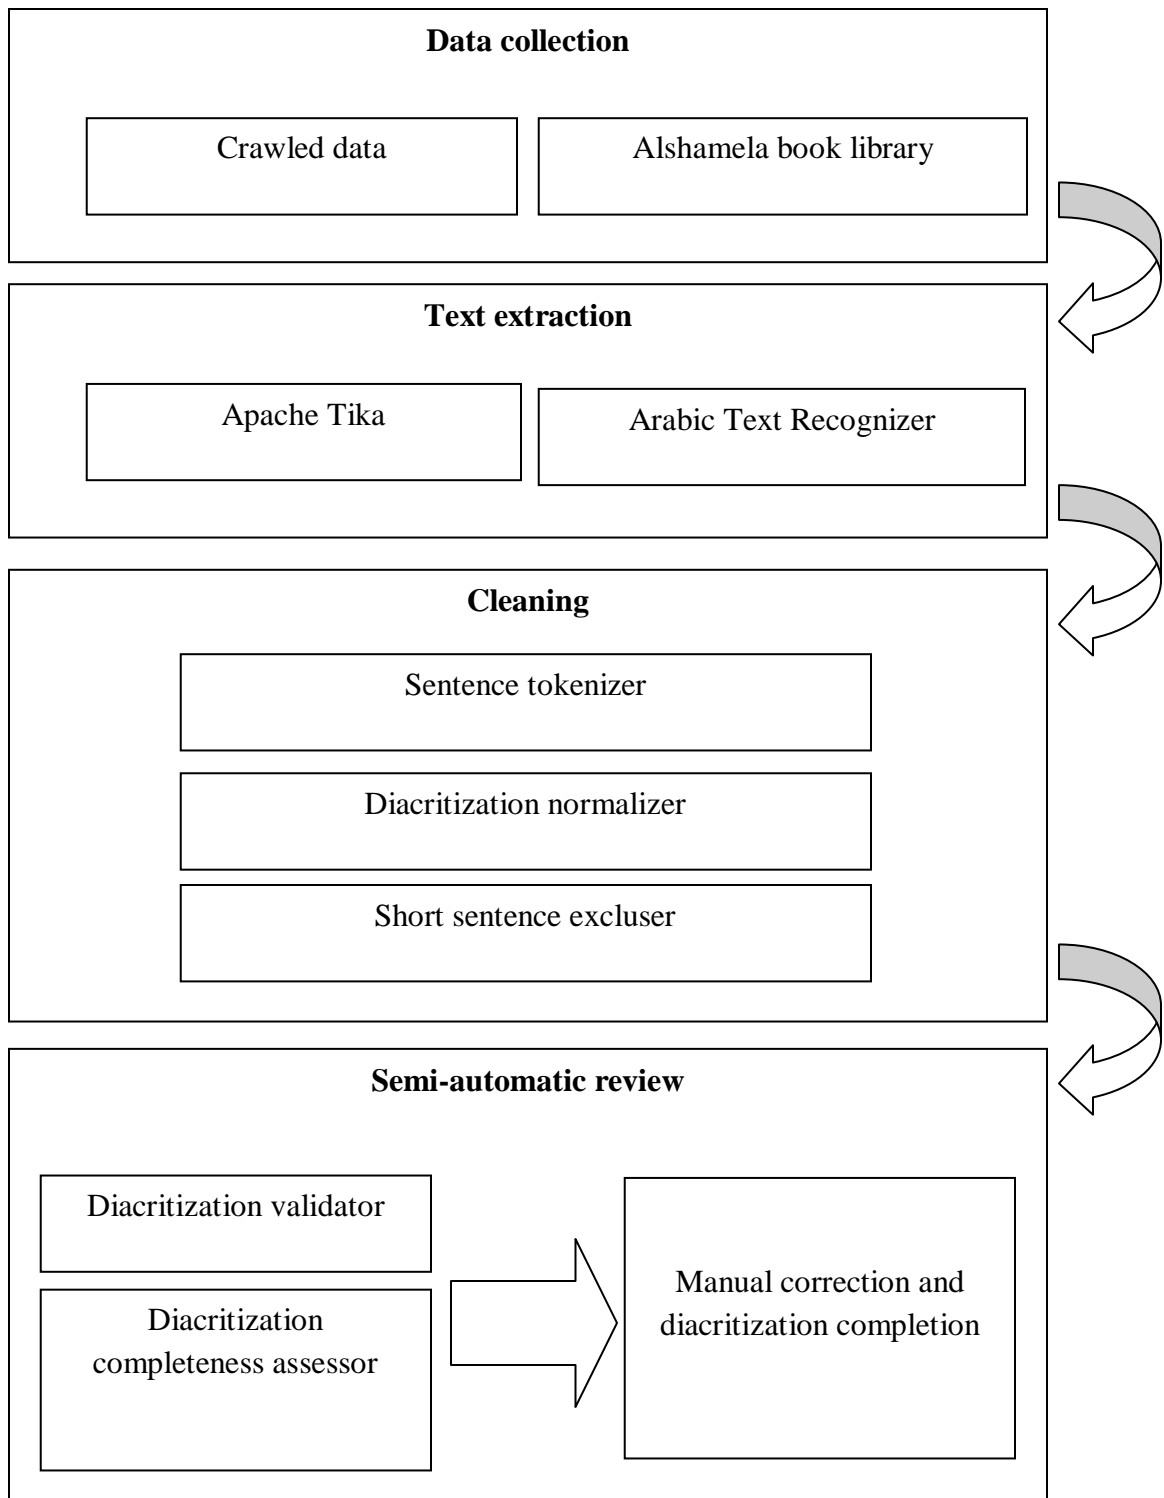 Data collection
Crawled data
Alshamela book library
Text extraction
Apache Tika
Arabic Text Recognizer
Cleaning
Sentence tokenizer
Diacritization normalizer
Short sentence excluser
Semi-automatic review
Diacritization validator
Diacritization
completeness assessor
Manual correction and
diacritization completion